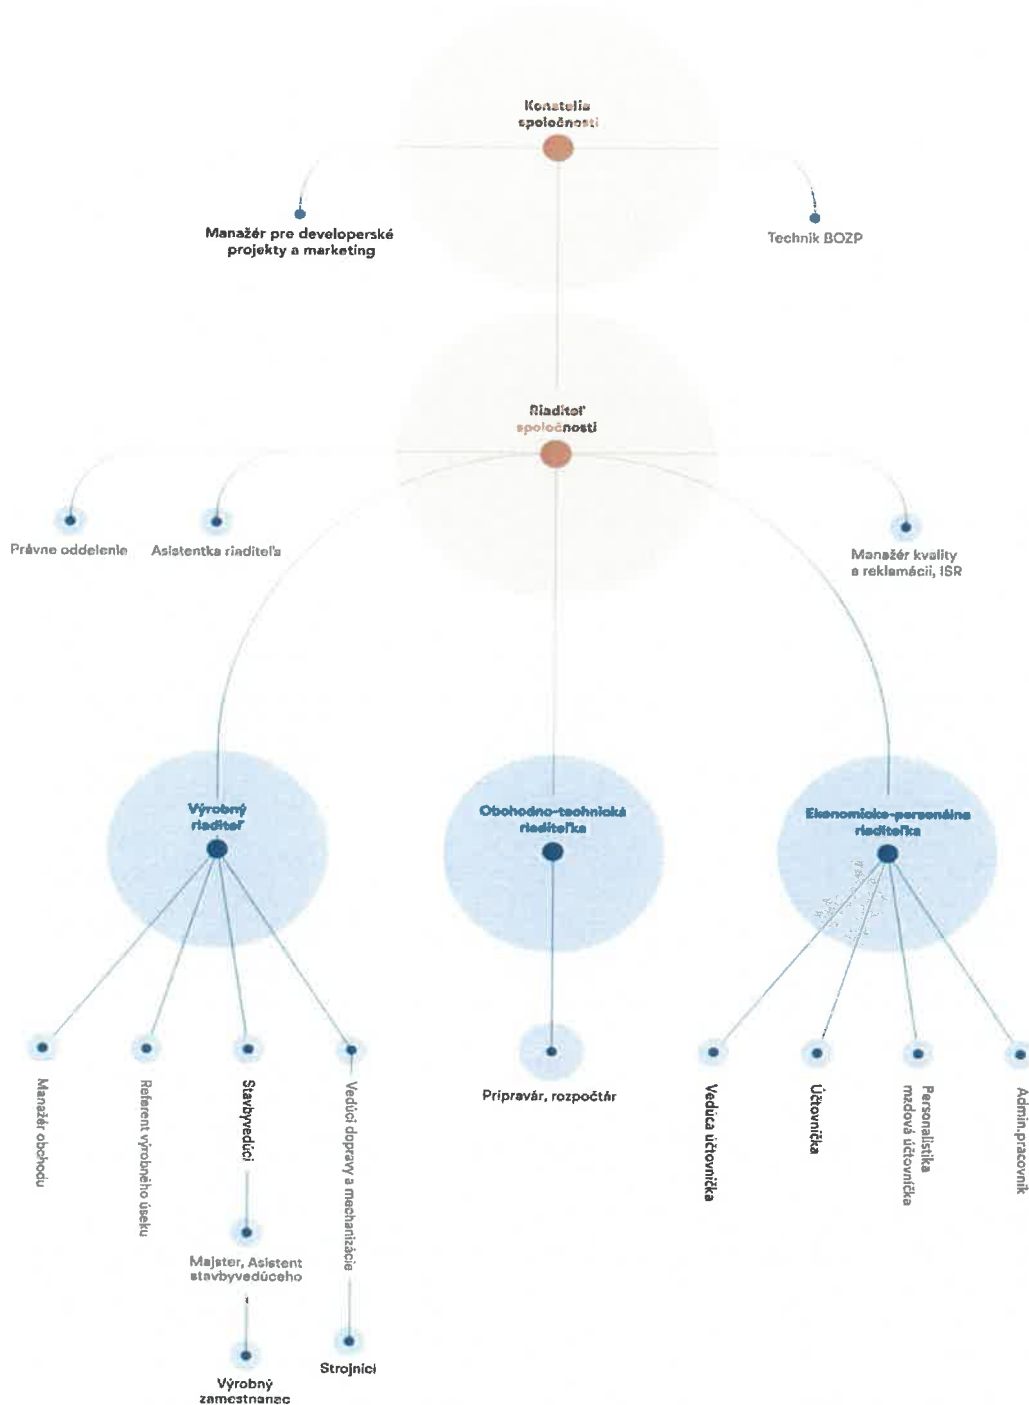 Konatelia
spoločnosti
Manažér pre developerské
projekty a marketing
Technik BOZP
Riaditeľ
spoločnosti
Právne oddelenie
Asistentka riaditeľa
Manažér kvality
a reklamácií, ISR
Výrobný
riaditeľ
Obchodno-technická
riaditeľka
Ekonomicko-personálna
riaditeľka
Manažér obchodu
Referent výrobného úseku
Stavbyvedúci
Vedúci dopravy a mechanizácie
Prípravár, rozpočtár
Vedúca účtovníčka
Účtovníčka
Personalistika
mzdová účtovníčka
Admin.pracovník
Majster, Asistent
stavbyvedúceho
Strojníci
Výrobný
zamestnanec